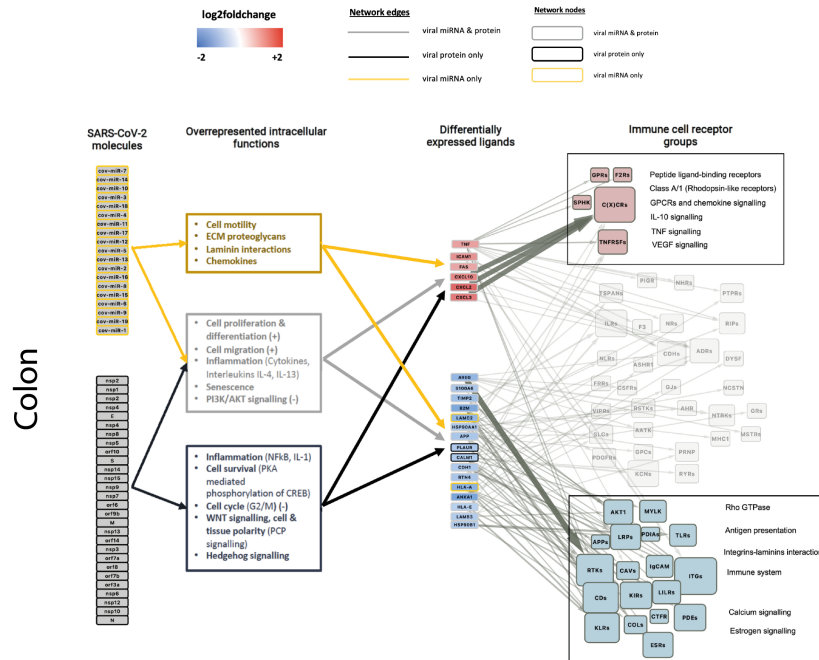 log2foldchange
-2
+2
Network edges
viral miRNA & protein
viral protein only
viral miRNA only
Network nodes
viral miRNA & protein
viral protein only
viral miRNA only
Colon
SARS-CoV-2
molecules
Overrepresented intracellular
functions
Differentially
expressed ligands
Immune cell receptor
groups
cov-miR-7
cov-miR-14
cov-miR-10
cov-miR-3
cov-miR-18
cov-miR-4
cov-miR-11
cov-miR-17
cov-miR-12
cov-miR-5
cov-miR-13
cov-miR-2
cov-miR-16
cov-miR-8
cov-miR-15
cov-miR-6
cov-miR-9
cov-miR-19
cov-miR-1
nsp2
nsp1
nsp2
nsp4
E
nsp4
nsp8
nsp5
orf10
S
nsp14
nsp15
nsp9
nsp7
orf6
orf9b
M
nsp13
orf14
nsp3
orf7a
orf8
orf7b
orf3a
nsp6
nsp12
nsp10
N
• Cell motility
• ECM proteoglycans
• Laminin interactions
• Chemokines
• Cell proliferation &
differentiation (+)
• Cell migration (+)
• Inflammation (Cytokines,
Interleukins IL-4, IL-13)
• Senescence
• PI3K/AKT signalling (-)
• Inflammation (NFkB, IL-1)
• Cell survival (PKA
mediated
phosphorylation of CREB)
• Cell cycle (G2/M) (-)
• WNT signalling, cell &
tissue polarity (PCP
signalling)
• Hedgehog signalling
TNF
ICAM1
FAS
CXCL10
CXCL2
CXCL3
AREG
S100A6
TIMP2
B2M
LAMC2
HSP90AA1
APP
PLAUR
CALM1
CDH1
RTN4
HLA-A
ANXA1
HLA-E
LAMB3
HSP90B1
GPRs
F2Rs
SPHK
C(X)CRs
TNFRSFs
Peptide ligand-binding receptors
Class A/1 (Rhodopsin-like receptors)
GPCRs and chemokine signalling
IL-10 signalling
TNF signalling
VEGF signalling
PIGR
NHRs
TSPANs
PTPRs
ILRs
F3
NRs
RIPs
NLRs
CDHs
ADRs
ASHR1
DYSF
FRRs
CSFRs
GJs
NCSTN
VIPRs
RSTKs
AHR
NTRKs
GRs
SLCs
ASTK
MHC1
MSTRs
PDGFRs
GPCs
PRNP
KCNs
RYRs
AKT1
MYLK
LRPs
PDIAs
TLRs
APPs
RTKs
CAVs
IgCAM
ITGs
CDs
KIRs
LILRs
KLRs
COLs
CTFR
PDEs
ESRs
Rho GTPase
Antigen presentation
Integrins-laminins interaction
Immune system
Calcium signalling
Estrogen signalling